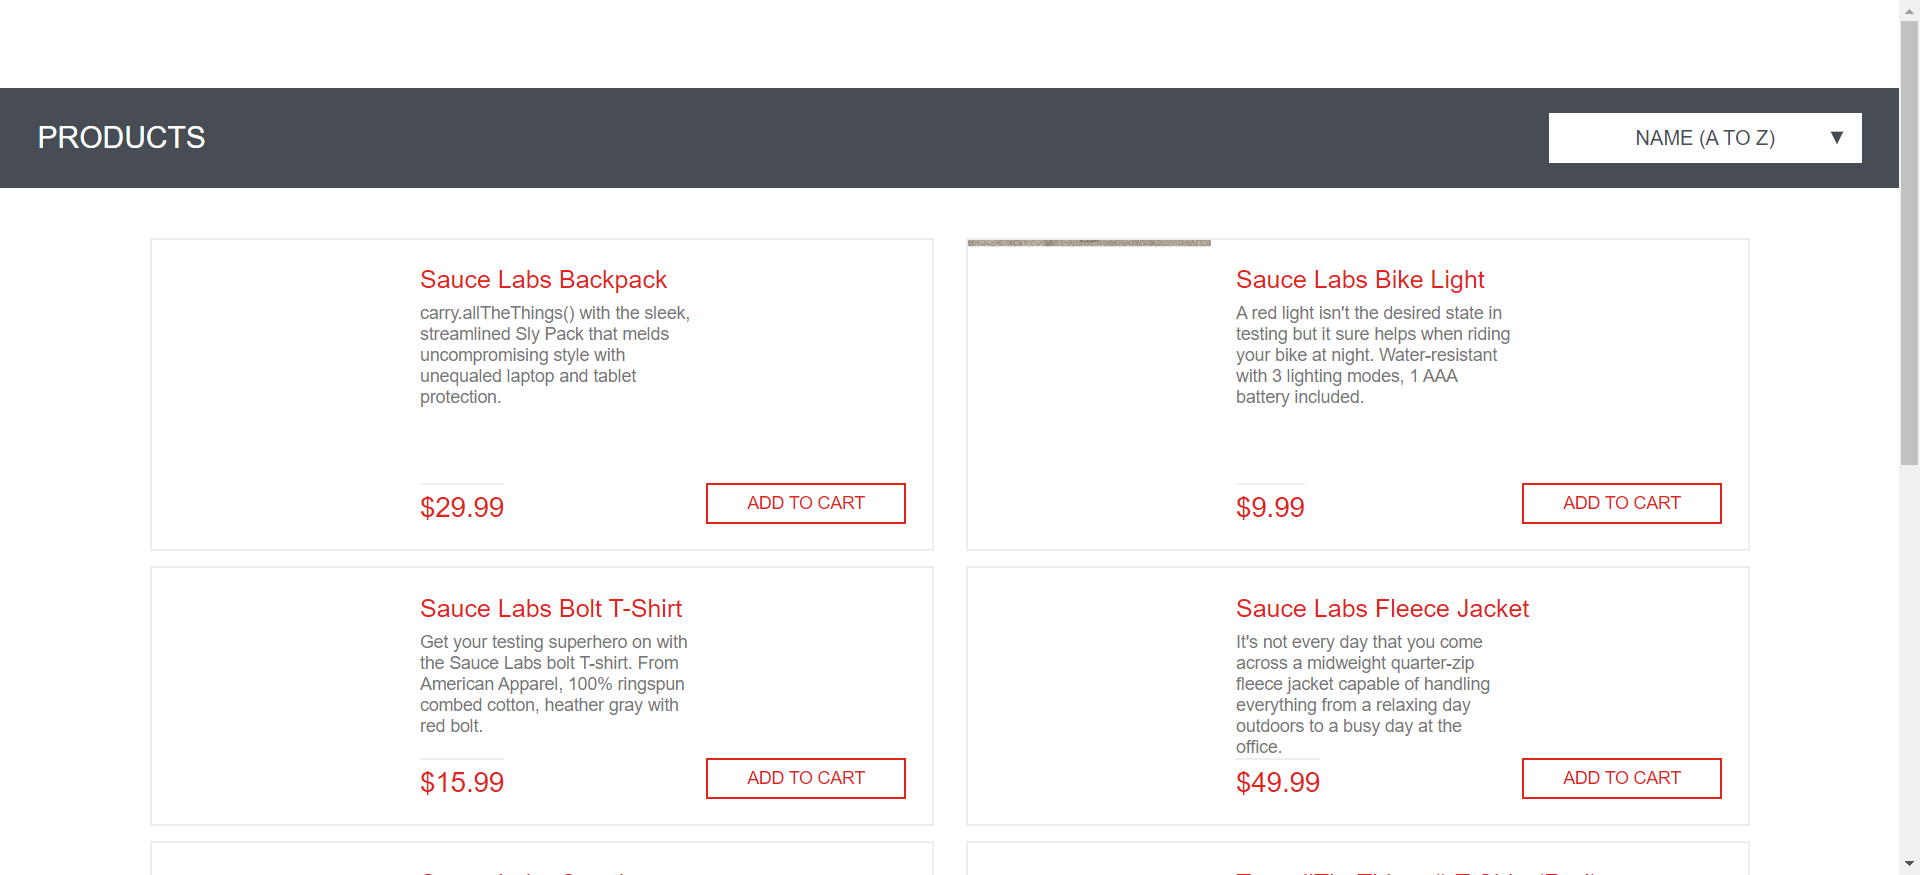 PRODUCTS
NAME (A TO Z)
Sauce Labs Backpack
carry.allTheThings() with the sleek,
streamlined Sly Pack that melds
uncompromising style with
unequaled laptop and tablet
protection.
$29.99
ADD TO CART
Sauce Labs Bike Light
A red light isn't the desired state in
testing but it sure helps when riding
your bike at night. Water-resistant
with 3 lighting modes, 1 AAA
battery included.
$9.99
ADD TO CART
Sauce Labs Bolt T-Shirt
Get your testing superhero on with
the Sauce Labs bolt T-shirt. From
American Apparel, 100% ringspun
combed cotton, heather gray with
red bolt.
$15.99
ADD TO CART
Sauce Labs Fleece Jacket
It's not every day that you come
across a midweight quarter-zip
fleece jacket capable of handling
everything from a relaxing day
outdoors to a busy day at the
office.
$49.99
ADD TO CART